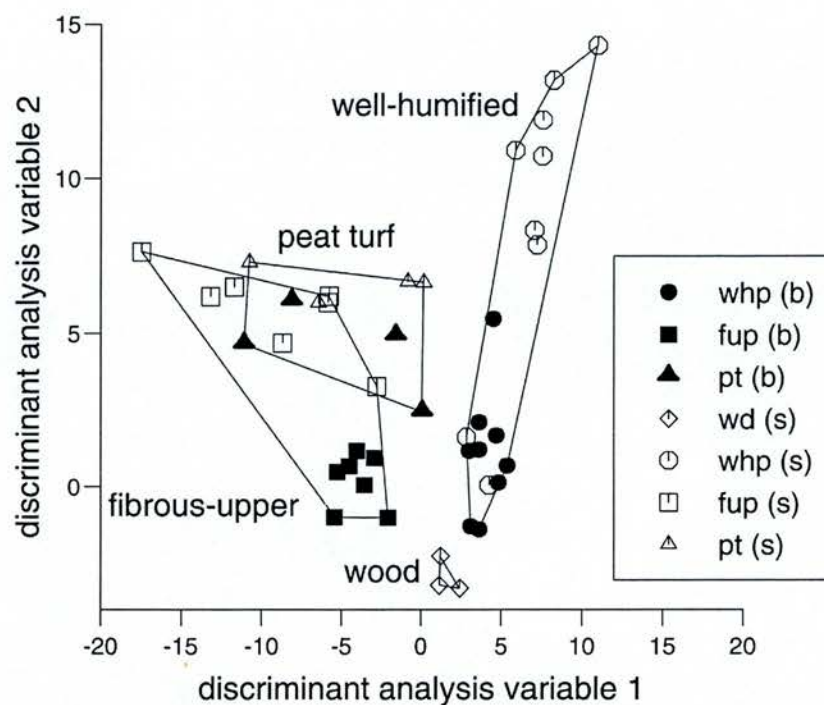 15
10
5
0
discriminant analysis variable 2
well-humified
peat turf
fibrous-upper
wood
whp (b)
fup (b)
pt (b)
wd (s)
whp (s)
fup (s)
pt (s)
-20 -15 -10 -5 0 5 10 15 20
discriminant analysis variable 1